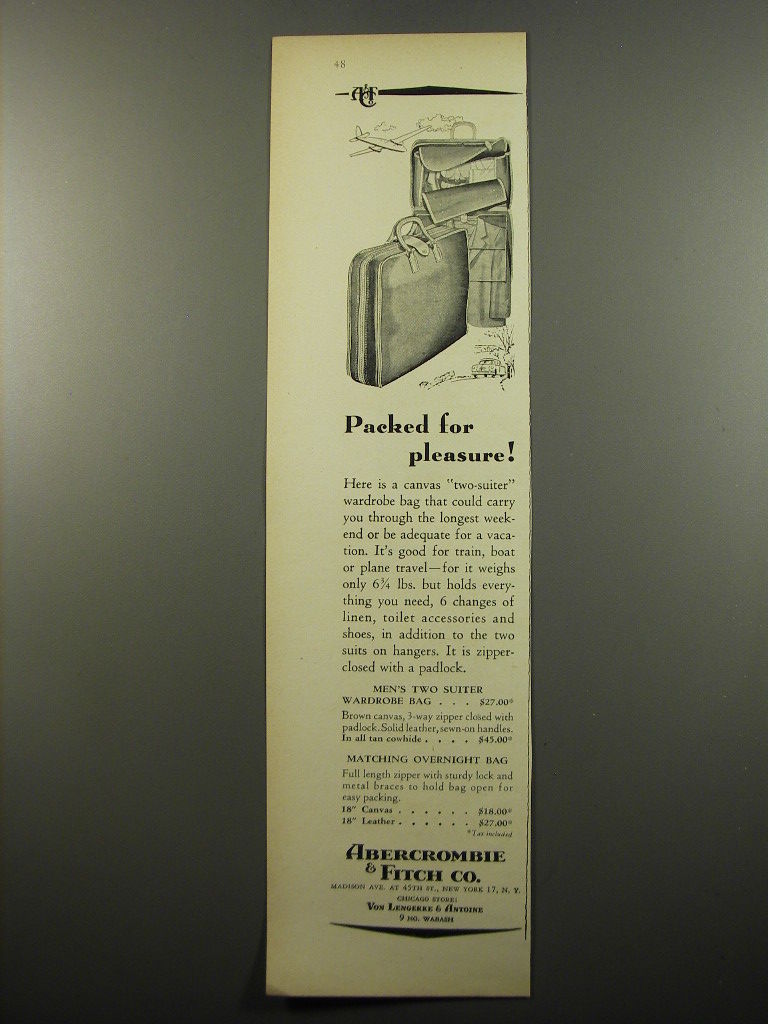 48
A&F Co
Packed for
pleasure!
Here is a canvas "two-suiter"
wardrobe bag that could carry
you through the longest week-
end or be adequate for a vaca-
tion. It's good for train, boat
or plane travel—for it weighs
only 6¾ lbs. but holds every-
thing you need, 6 changes of
linen, toilet accessories and
shoes, in addition to the two
suits on hangers. It is zipper-
closed with a padlock.
MEN'S TWO SUITER
WARDROBE BAG . . . $27.00*
Brown canvas, 3-way zipper closed with
padlock. Solid leather, sewn-on handles.
In all tan cowhide . . . . $45.00*
MATCHING OVERNIGHT BAG
Full length zipper with sturdy lock and
metal braces to hold bag open for
easy packing.
18" Canvas . . . . . . $18.00*
18" Leather . . . . . . $27.00*
*Tax included
ABERCROMBIE
& FITCH CO.
MADISON AVE. AT 45TH ST., NEW YORK 17, N. Y.
CHICAGO STORE:
VON LENGERKE & ANTOINE
9 NO. WABASH